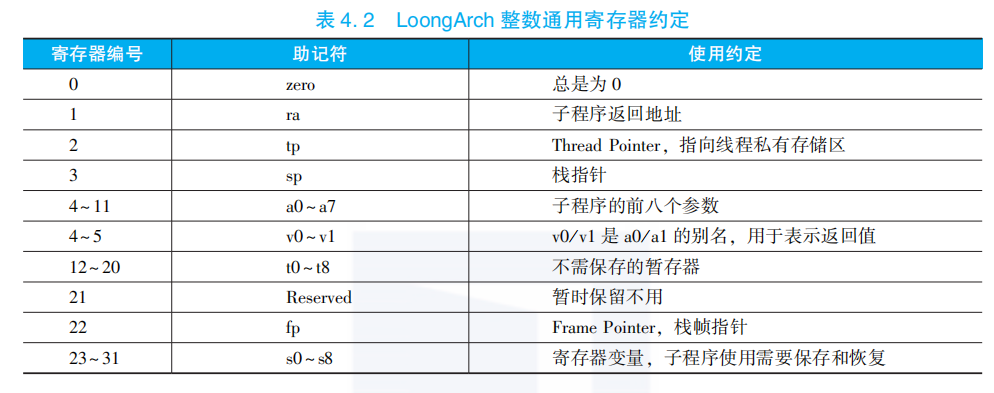 表 4. 2 LoongArch 整数通用寄存器约定
寄存器编号 助记符 使用约定
0 zero 总是为 0
1 ra 子程序返回地址
2 tp Thread Pointer，指向线程私有存储区
3 sp 栈指针
4~11 a0~a7 子程序的前八个参数
4~5 v0~v1 v0/v1 是 a0/a1 的别名，用于表示返回值
12~20 t0~t8 不需保存的暂存器
21 Reserved 暂时保留不用
22 fp Frame Pointer，栈帧指针
23~31 s0~s8 寄存器变量，子程序使用需要保存和恢复